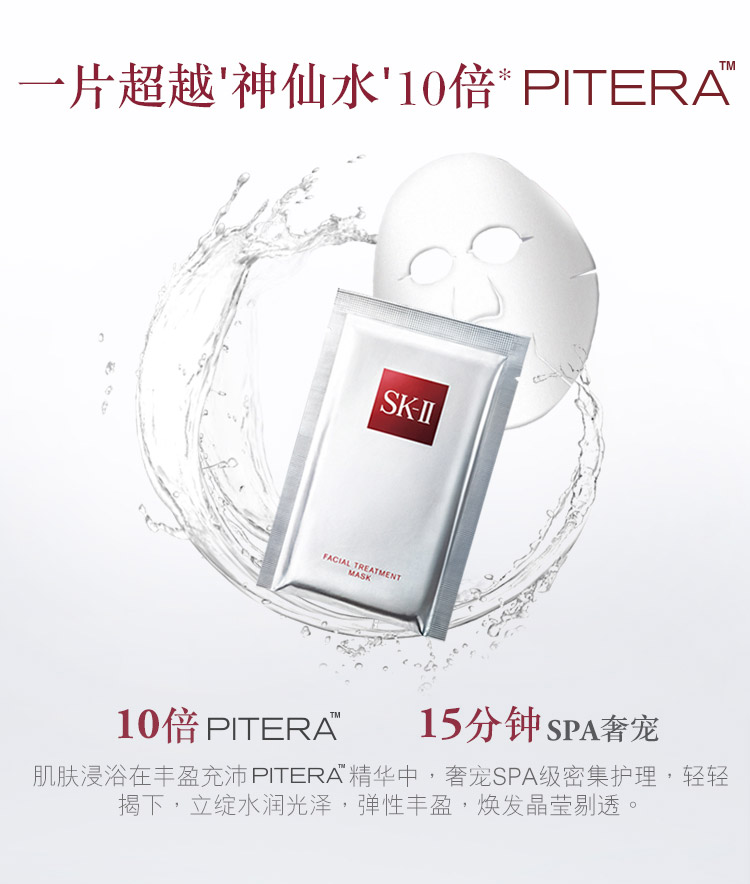 一片超越'神仙水'10倍* PITERA™
SK-II
FACIAL TREATMENT
MASK
10倍 PITERA™ 15分钟 SPA奢宠
肌肤浸浴在丰盈充沛PITERA™精华中，奢宠SPA级密集护理，轻轻
揭下，立绽水润光泽，弹性丰盈，焕发晶莹剔透。